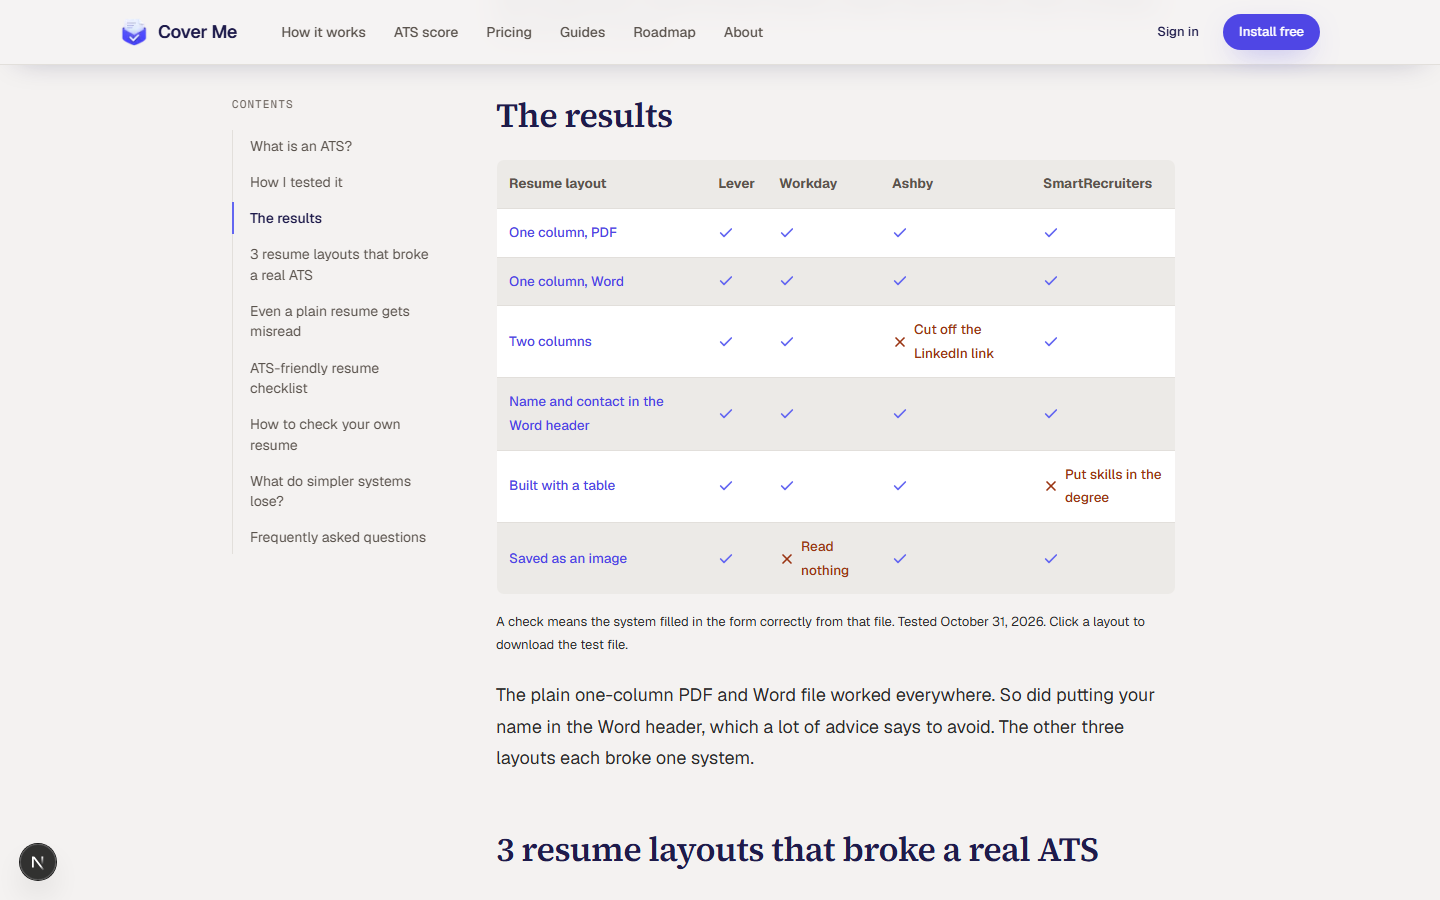 Cover Me How it works ATS score Pricing Guides Roadmap About Sign in Install free
CONTENTS
What is an ATS?
How I tested it
The results
3 resume layouts that broke
a real ATS
Even a plain resume gets
misread
ATS-friendly resume
checklist
How to check your own
resume
What do simpler systems
lose?
Frequently asked questions
The results
Resume layout Lever Workday Ashby SmartRecruiters
One column, PDF
One column, Word
Two columns
Cut off the
LinkedIn link
Name and contact in the
Word header
Built with a table
Put skills in the
degree
Saved as an image
Read
nothing
A check means the system filled in the form correctly from that file. Tested October 31, 2026. Click a layout to
download the test file.
The plain one-column PDF and Word file worked everywhere. So did putting your
name in the Word header, which a lot of advice says to avoid. The other three
layouts each broke one system.
3 resume layouts that broke a real ATS
N